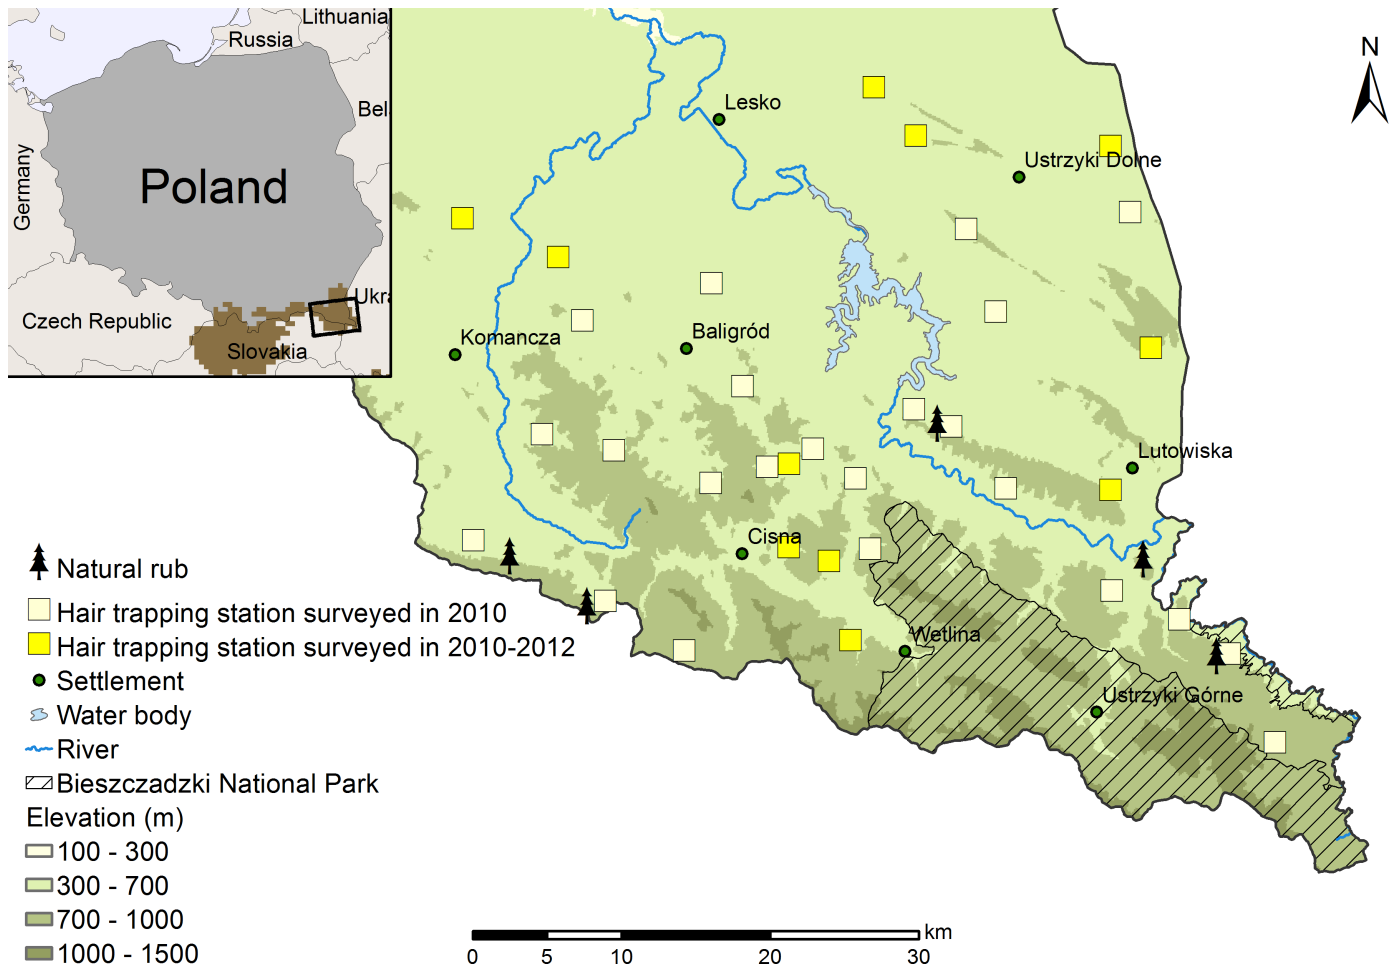 Lithuania
Russia
Bel
Germany
Poland
Ukra
Czech Republic
Slovakia
N
Lesko
Ustrzyki Dolne
Komancza
Baligród
Lutowiska
Cisna
Wetlina
Ustrzyki Górne
Natural rub
Hair trapping station surveyed in 2010
Hair trapping station surveyed in 2010-2012
Settlement
Water body
River
Bieszczadzki National Park
Elevation (m)
100 - 300
300 - 700
700 - 1000
1000 - 1500
km
0 5 10 20 30